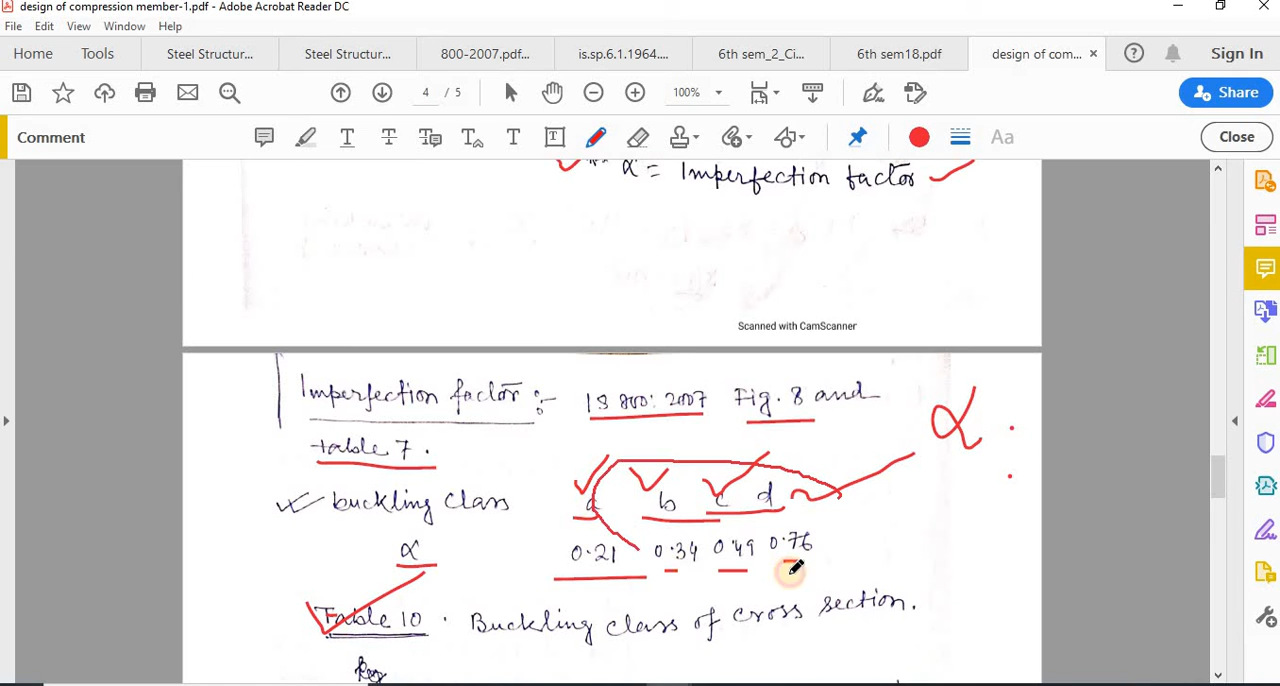 design of compression member-1.pdf - Adobe Acrobat Reader DC
File Edit View Window Help
Home Tools Steel Structur... Steel Structur... 800-2007.pdf... is.sp.6.1.1964.... 6th sem_2_Ci... 6th sem18.pdf design of com... × Sign In
4 / 5 100% Share
Comment Aa Close
α = Imperfection factor
Scanned with CamScanner
Imperfection factor :- IS 800: 2007 Fig. 8 and
table 7.
α :
buckling class a b c d
α 0.21 0.34 0.49 0.76
Table 10 . Buckling class of cross section.